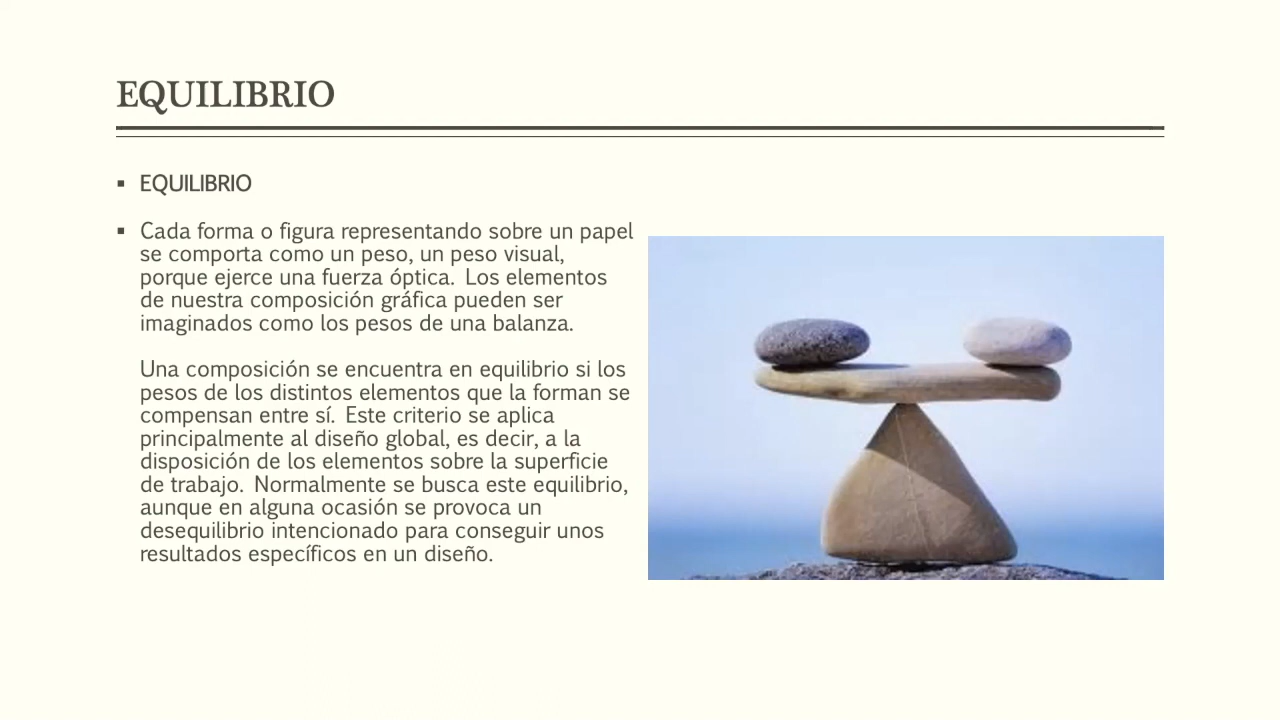 EQUILIBRIO
▪ EQUILIBRIO
▪ Cada forma o figura representando sobre un papel
se comporta como un peso, un peso visual,
porque ejerce una fuerza óptica. Los elementos
de nuestra composición gráfica pueden ser
imaginados como los pesos de una balanza.
Una composición se encuentra en equilibrio si los
pesos de los distintos elementos que la forman se
compensan entre sí. Este criterio se aplica
principalmente al diseño global, es decir, a la
disposición de los elementos sobre la superficie
de trabajo. Normalmente se busca este equilibrio,
aunque en alguna ocasión se provoca un
desequilibrio intencionado para conseguir unos
resultados específicos en un diseño.